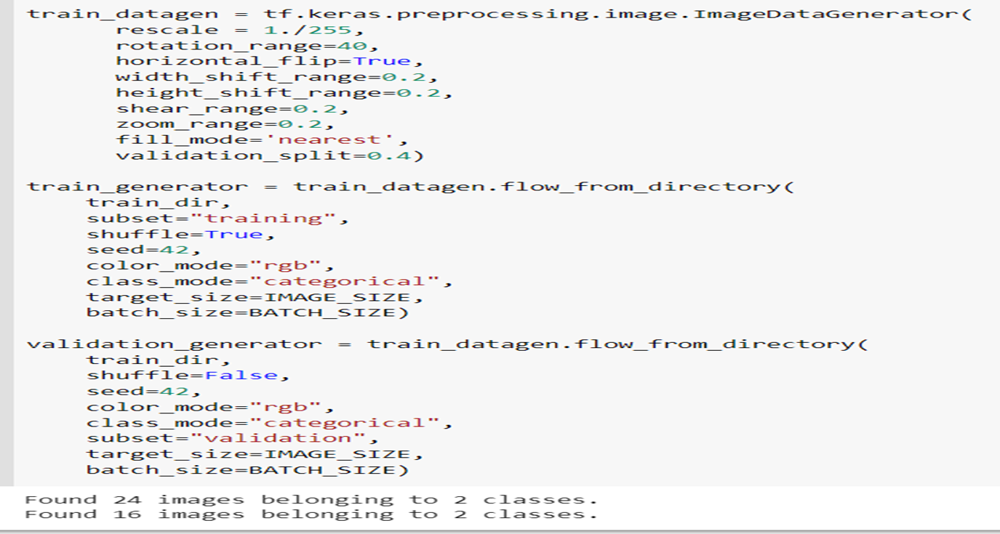 train_datagen = tf.keras.preprocessing.image.ImageDataGenerator(
      rescale = 1./255,
      rotation_range=40,
      horizontal_flip=True,
      width_shift_range=0.2,
      height_shift_range=0.2,
      shear_range=0.2,
      zoom_range=0.2,
      fill_mode='nearest',
      validation_split=0.4)

train_generator = train_datagen.flow_from_directory(
    train_dir,
    subset="training",
    shuffle=True,
    seed=42,
    color_mode="rgb",
    class_mode="categorical",
    target_size=IMAGE_SIZE,
    batch_size=BATCH_SIZE)

validation_generator = train_datagen.flow_from_directory(
    train_dir,
    shuffle=False,
    seed=42,
    color_mode="rgb",
    class_mode="categorical",
    subset="validation",
    target_size=IMAGE_SIZE,
    batch_size=BATCH_SIZE)

Found 24 images belonging to 2 classes.
Found 16 images belonging to 2 classes.